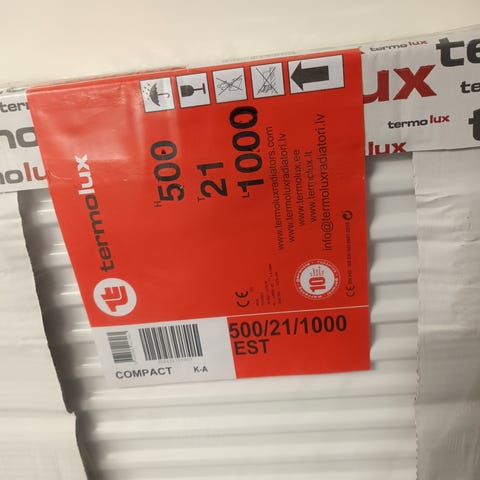 termolux
termolux
termolux
termolux
H 500
T 21
L 1000
www.termoluxradiators.com
www.termoluxradiatori.lv
www.termolux.ee
www.termolux.lt
info@termoluxradiatori.lv
termolux
CE
10
500/21/1000
EST
COMPACT K-A